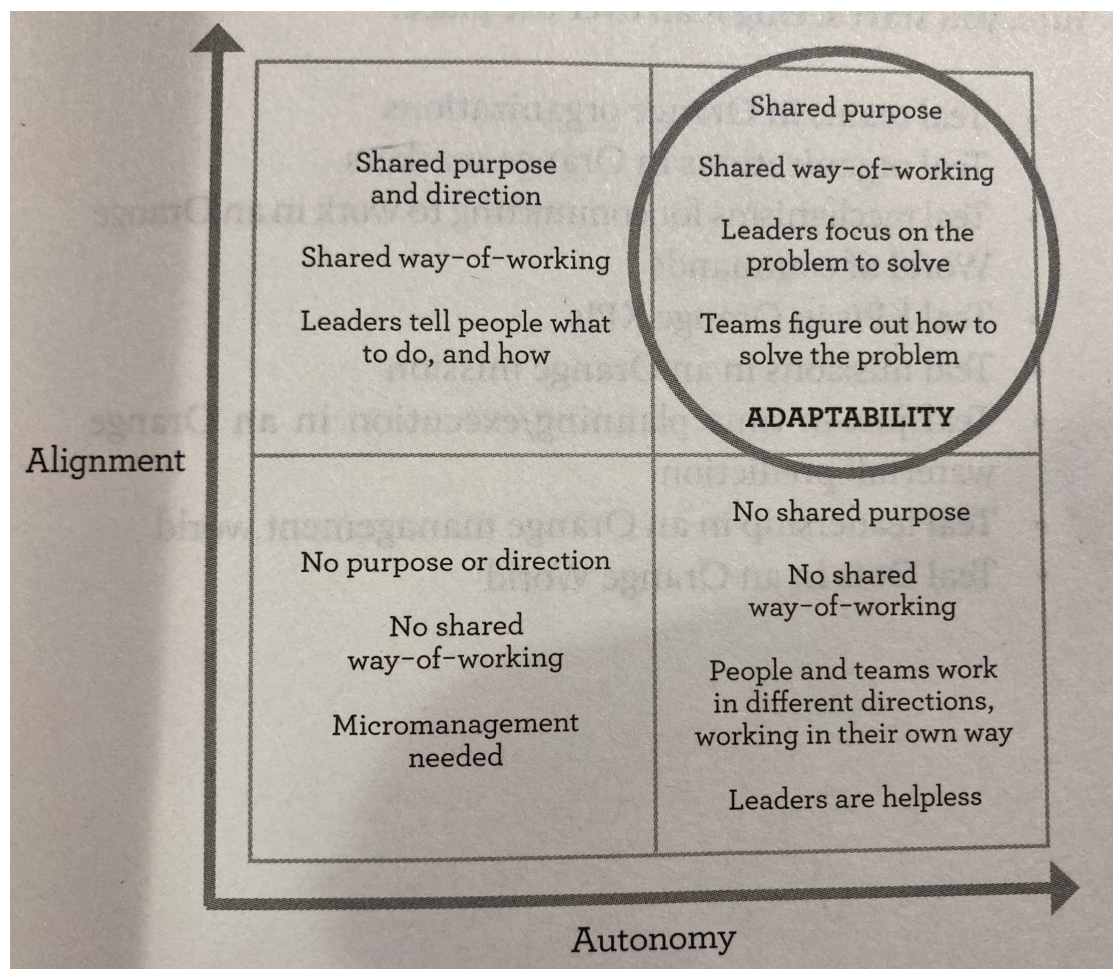 Shared purpose
and direction
Shared way-of-working
Leaders tell people what
to do, and how
Shared purpose
Shared way-of-working
Leaders focus on the
problem to solve
Teams figure out how to
solve the problem
ADAPTABILITY
Alignment
No purpose or direction
No shared
way-of-working
Micromanagement
needed
No shared purpose
No shared
way-of-working
People and teams work
in different directions,
working in their own way
Leaders are helpless
Autonomy